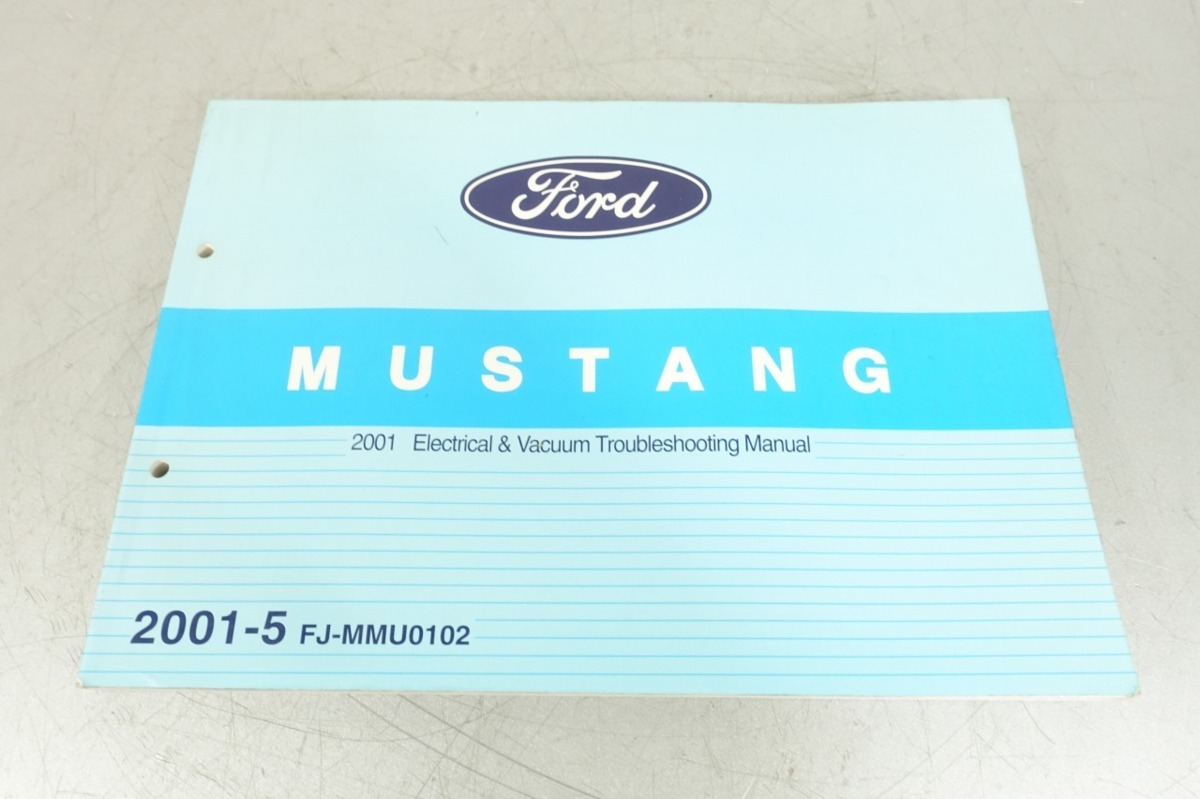 Ford
MUSTANG
2001 Electrical & Vacuum Troubleshooting Manual
2001-5 FJ-MMU0102